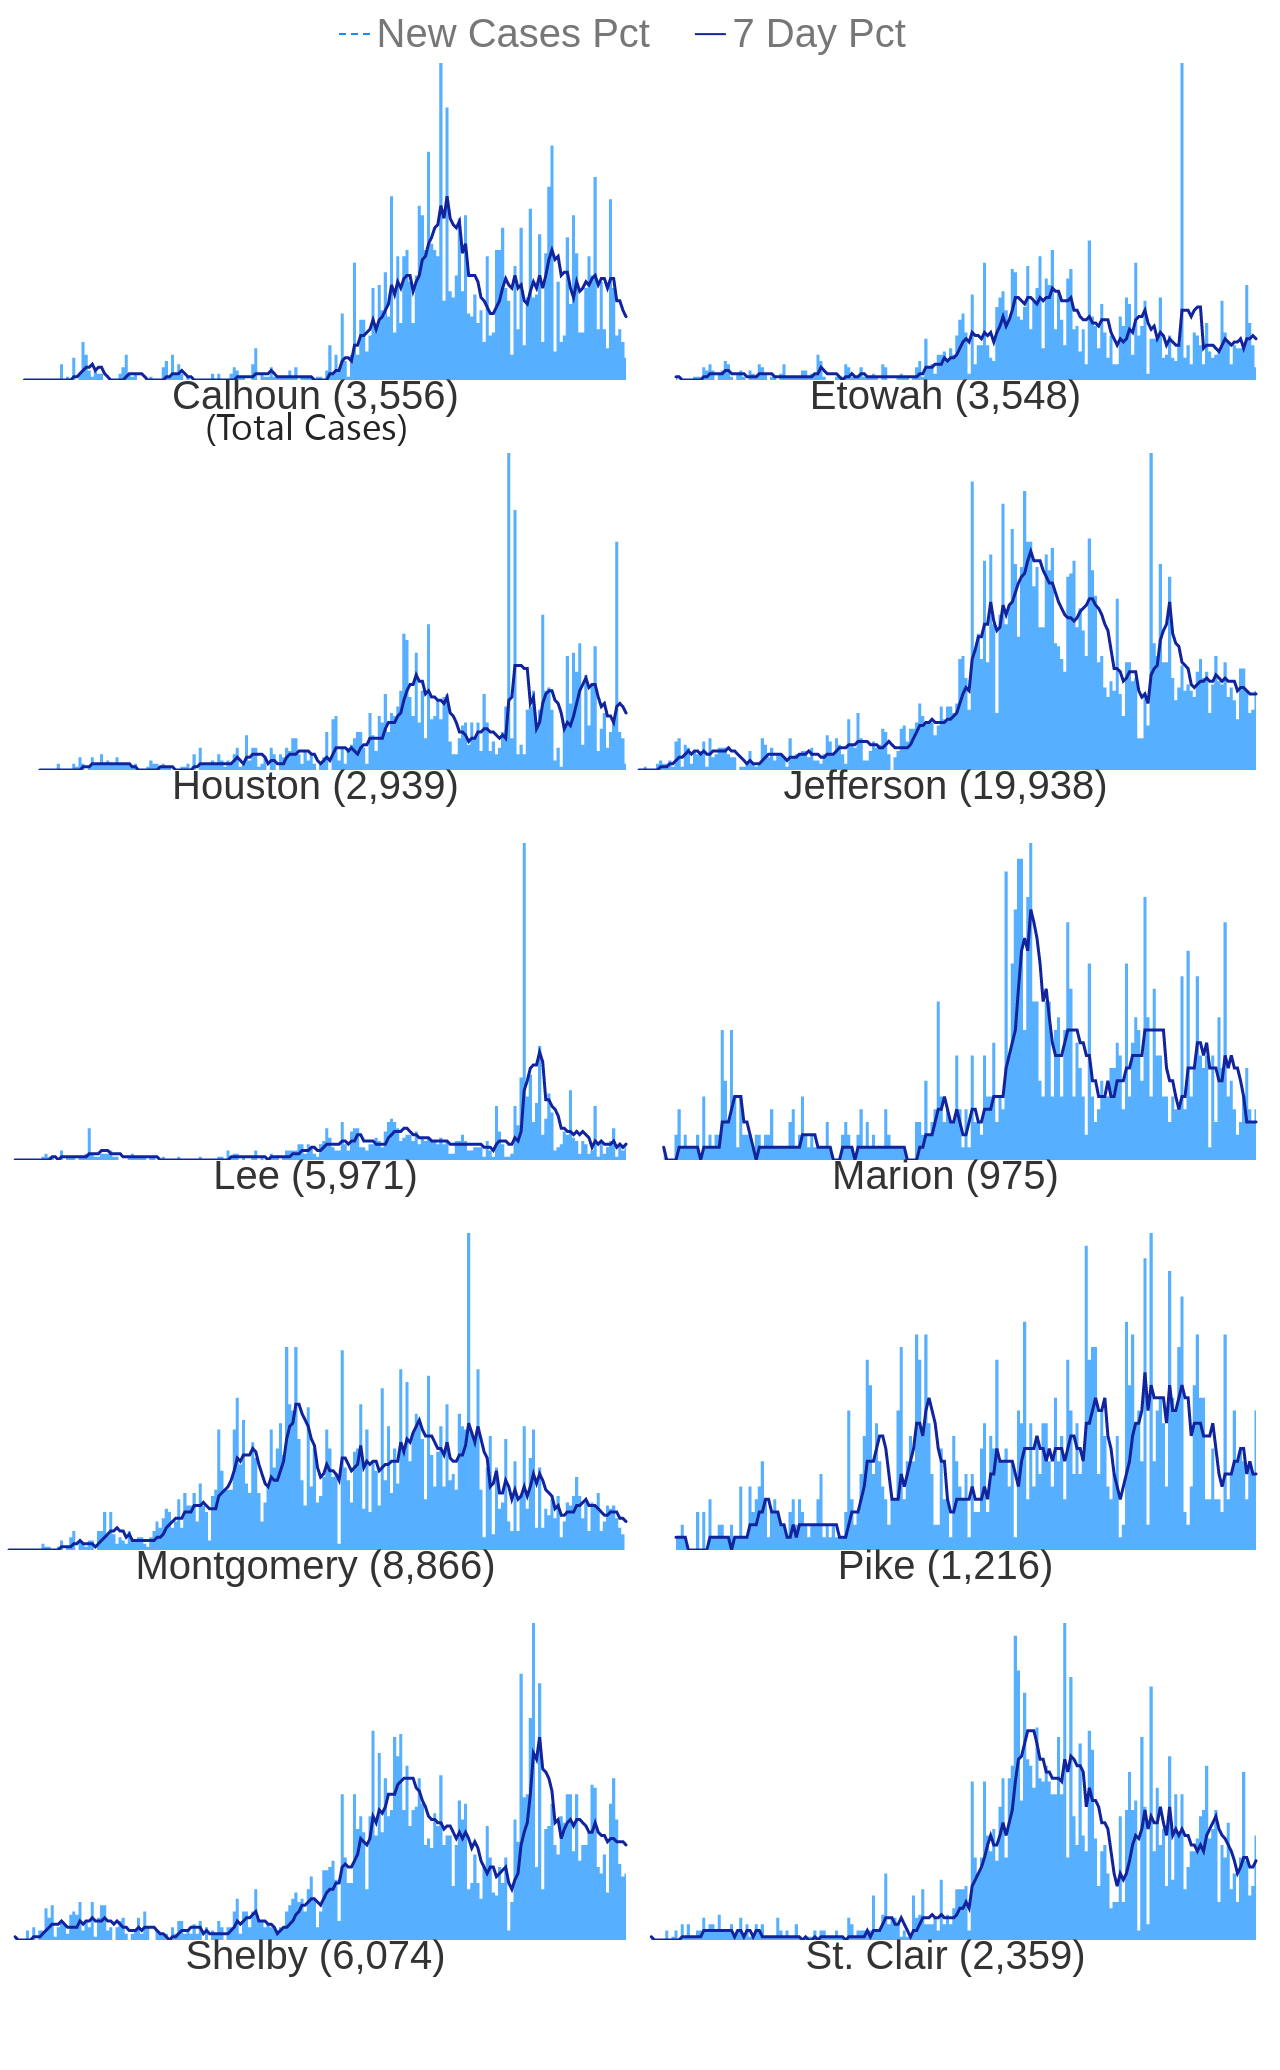 New Cases Pct 7 Day Pct
Calhoun (3,556) Etowah (3,548)
(Total Cases)
Houston (2,939) Jefferson (19,938)
Lee (5,971) Marion (975)
Montgomery (8,866) Pike (1,216)
Shelby (6,074) St. Clair (2,359)